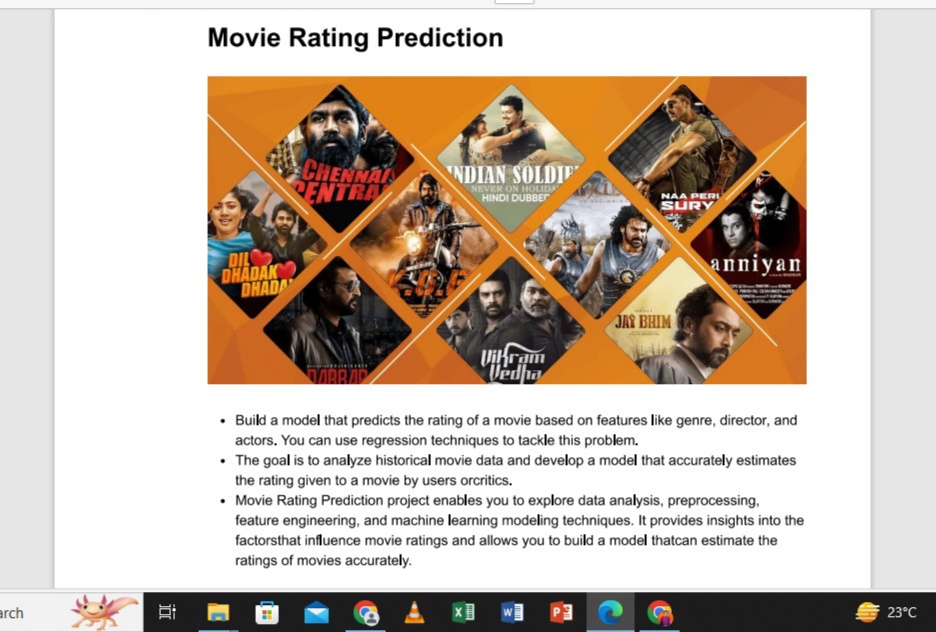 Movie Rating Prediction
CHENNAI
CENTRAL
INDIAN SOLDIER
NEVER ON HOLIDAY
HINDI DUBBED
NAA PERU
SURYA
DIL
DHADAK
DHADAK
K.G.F
anniyan
DARBAR
Vikram
Vedha
JAI BHIM
• Build a model that predicts the rating of a movie based on features like genre, director, and
actors. You can use regression techniques to tackle this problem.
• The goal is to analyze historical movie data and develop a model that accurately estimates
the rating given to a movie by users orcritics.
• Movie Rating Prediction project enables you to explore data analysis, preprocessing,
feature engineering, and machine learning modeling techniques. It provides insights into the
factorsthat influence movie ratings and allows you to build a model thatcan estimate the
ratings of movies accurately.
arch
23°C